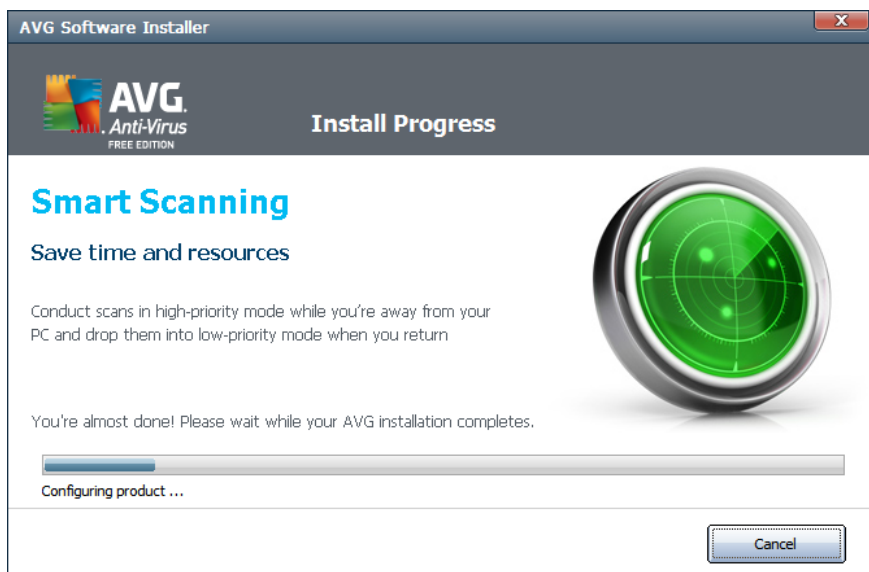 AVG Software Installer
X
AVG.
Anti-Virus
FREE EDITION
Install Progress
Smart Scanning
Save time and resources
Conduct scans in high-priority mode while you're away from your
PC and drop them into low-priority mode when you return
You're almost done! Please wait while your AVG installation completes.
Configuring product ...
Cancel